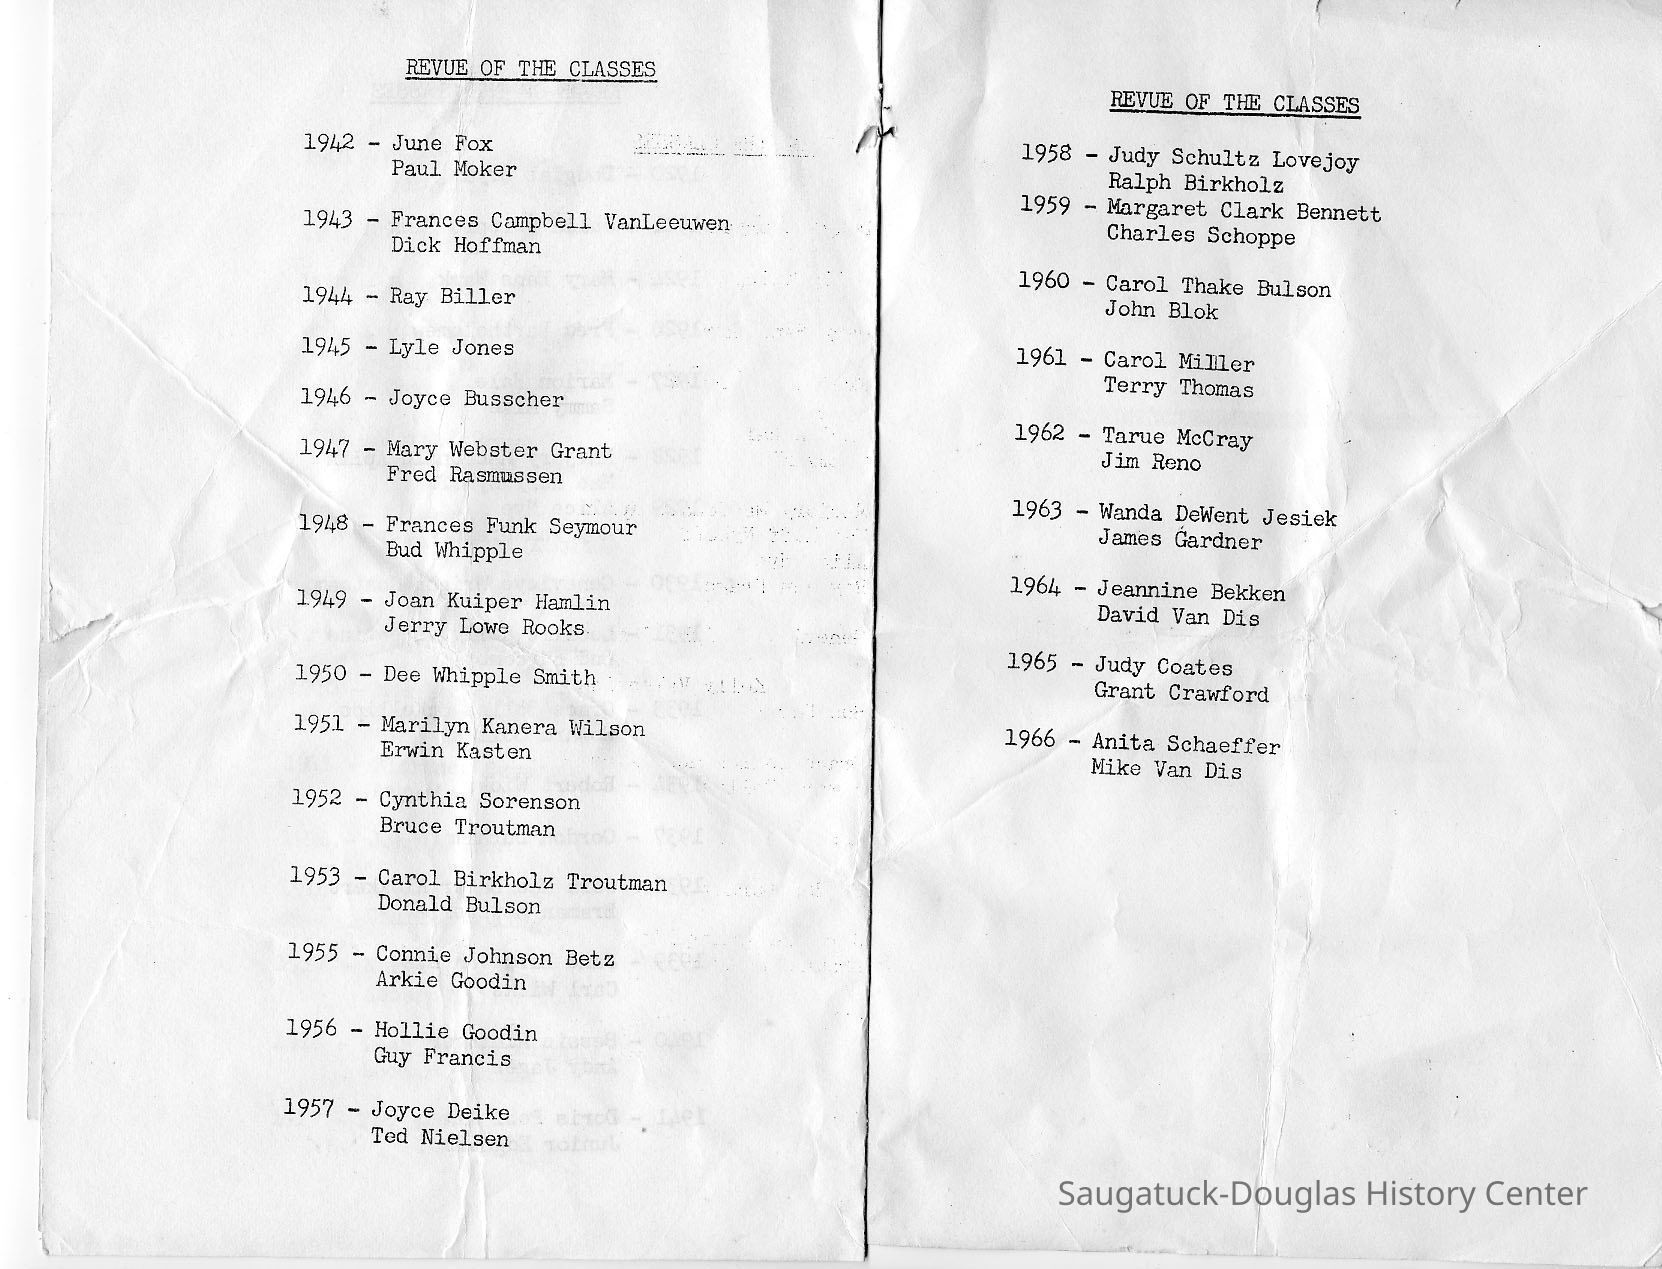 REVUE OF THE CLASSES
1942 - June Fox
Paul Moker
1943 - Frances Campbell VanLeeuwen
Dick Hoffman
1944 - Ray Biller
1945 - Lyle Jones
1946 - Joyce Busscher
1947 - Mary Webster Grant
Fred Rasmussen
1948 - Frances Funk Seymour
Bud Whipple
1949 - Joan Kuiper Hamlin
Jerry Lowe Rooks
1950 - Dee Whipple Smith
1951 - Marilyn Kanera Wilson
Erwin Kasten
1952 - Cynthia Sorenson
Bruce Troutman
1953 - Carol Birkholz Troutman
Donald Bulson
1955 - Connie Johnson Betz
Arkie Goodin
1956 - Hollie Goodin
Guy Francis
1957 - Joyce Deike
Ted Nielsen
REVUE OF THE CLASSES
1958 - Judy Schultz Lovejoy
Ralph Birkholz
1959 - Margaret Clark Bennett
Charles Schoppe
1960 - Carol Thake Bulson
John Blok
1961 - Carol Miller
Terry Thomas
1962 - Tarue McCray
Jim Reno
1963 - Wanda DeWent Jesiek
James Gardner
1964 - Jeannine Bekken
David Van Dis
1965 - Judy Coates
Grant Crawford
1966 - Anita Schaeffer
Mike Van Dis
Saugatuck-Douglas History Center